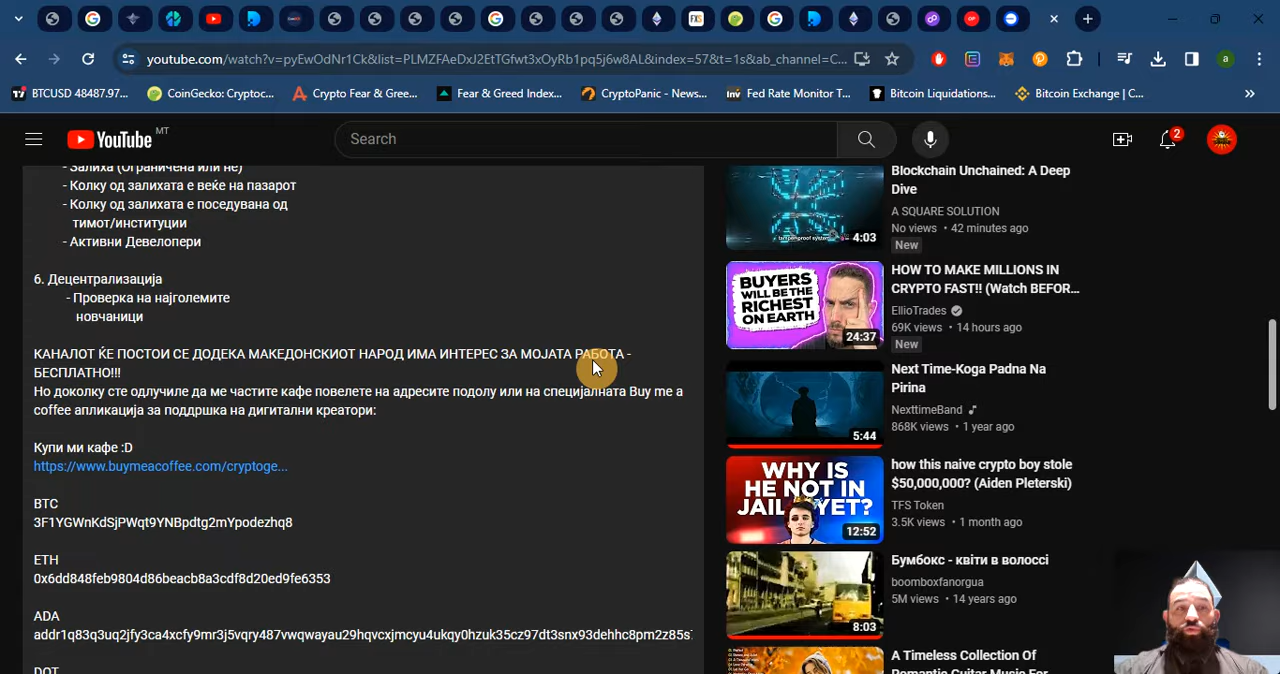 youtube.com/watch?v=pyEwOdNr1Ck&list=PLMZFAeDxJ2EtTGfwt3xOyRb1pq5j6w8AL&index=57&t=1s&ab_channel=C...
BTCUSD 48487.97...
CoinGecko: Cryptoc...
Crypto Fear & Gree...
Fear & Greed Index...
CryptoPanic - News...
Fed Rate Monitor T...
Bitcoin Liquidations...
Bitcoin Exchange | C...
YouTube MT
Search
2
- Залиха (Ограничена или не)
- Колку од залихата е веќе на пазарот
- Колку од залихата е поседувана од
тимот/институции
- Активни Девелопери
6. Децентрализација
- Проверка на најголемите
новчаници
КАНАЛОТ ЌЕ ПОСТОИ СЕ ДОДЕКА МАКЕДОНСКИОТ НАРОД ИМА ИНТЕРЕС ЗА МОЈАТА РАБОТА -
БЕСПЛАТНО!!!
Но доколку сте одлучиле да ме частите кафе повелете на адресите подолу или на специјалната Buy me a
coffee апликација за поддршка на дигитални креатори:
Купи ми кафе :D
https://www.buymeacoffee.com/cryptoge...
BTC
3F1YGWnKdSjPWqt9YNBpdtg2mYpodezhq8
ETH
0x6dd848feb9804d86beacb8a3cdf8d20ed9fe6353
ADA
addr1q83q3uq2jfy3ca4xcfy9mr3j5vqry487vwqwayau29hqvcxjmcyu4ukqy0hzuk35cz97dt3snx93dehhc8pm2z85s
DOT
Blockchain Unchained: A Deep
Dive
A SQUARE SOLUTION
No views • 42 minutes ago
New
4:03
BUYERS
WILL BE THE
RICHEST
ON EARTH
24:37
HOW TO MAKE MILLIONS IN
CRYPTO FAST!! (Watch BEFOR...
EllioTrades
69K views • 14 hours ago
New
5:44
Next Time-Koga Padna Na
Pirina
NexttimeBand
868K views • 1 year ago
WHY IS
HE NOT IN
JAIL YET?
12:52
how this naive crypto boy stole
$50,000,000? (Aiden Pleterski)
TFS Token
3.5K views • 1 month ago
8:03
Бумбокс - квіти в волоссі
boomboxfanorgua
5M views • 14 years ago
A Timeless Collection Of
Romantic Guitar Music For